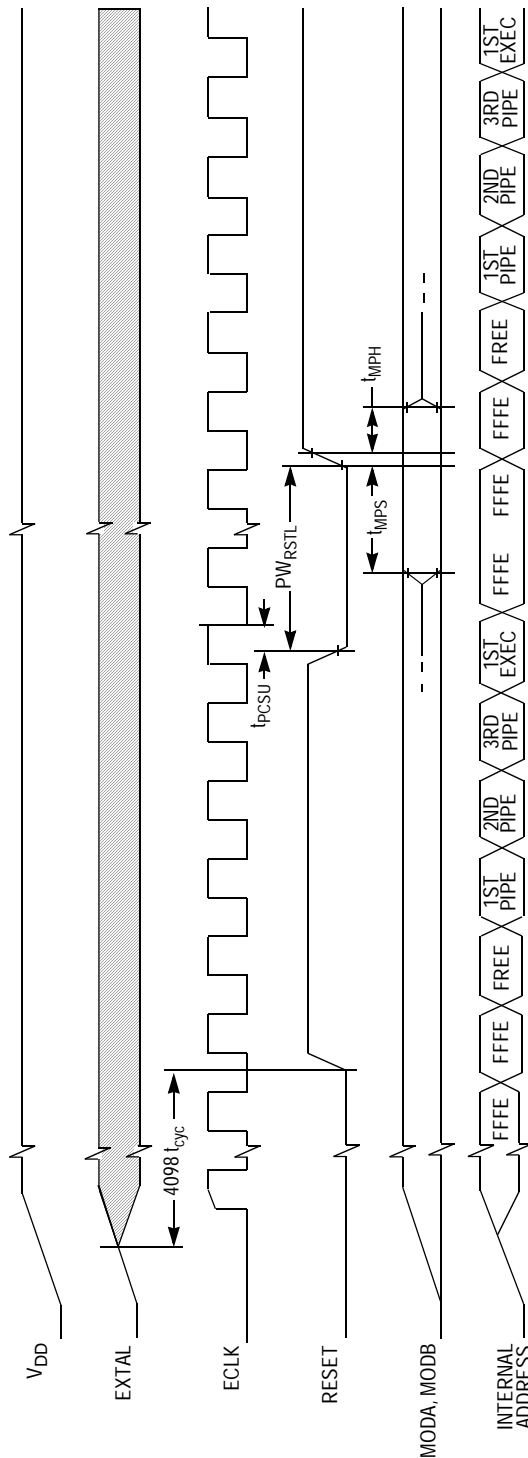 V_DD
EXTAL
4098 t_cyc
ECLK
t_PCSU
RESET
PW_RSTL
MODA, MODB
t_MPS
t_MPH
INTERNAL
ADDRESS
FFFE
FFFE
FREE
1ST
PIPE
2ND
PIPE
3RD
PIPE
1ST
EXEC
FFFE
FFFE
FFFE
FREE
1ST
PIPE
2ND
PIPE
3RD
PIPE
1ST
EXEC